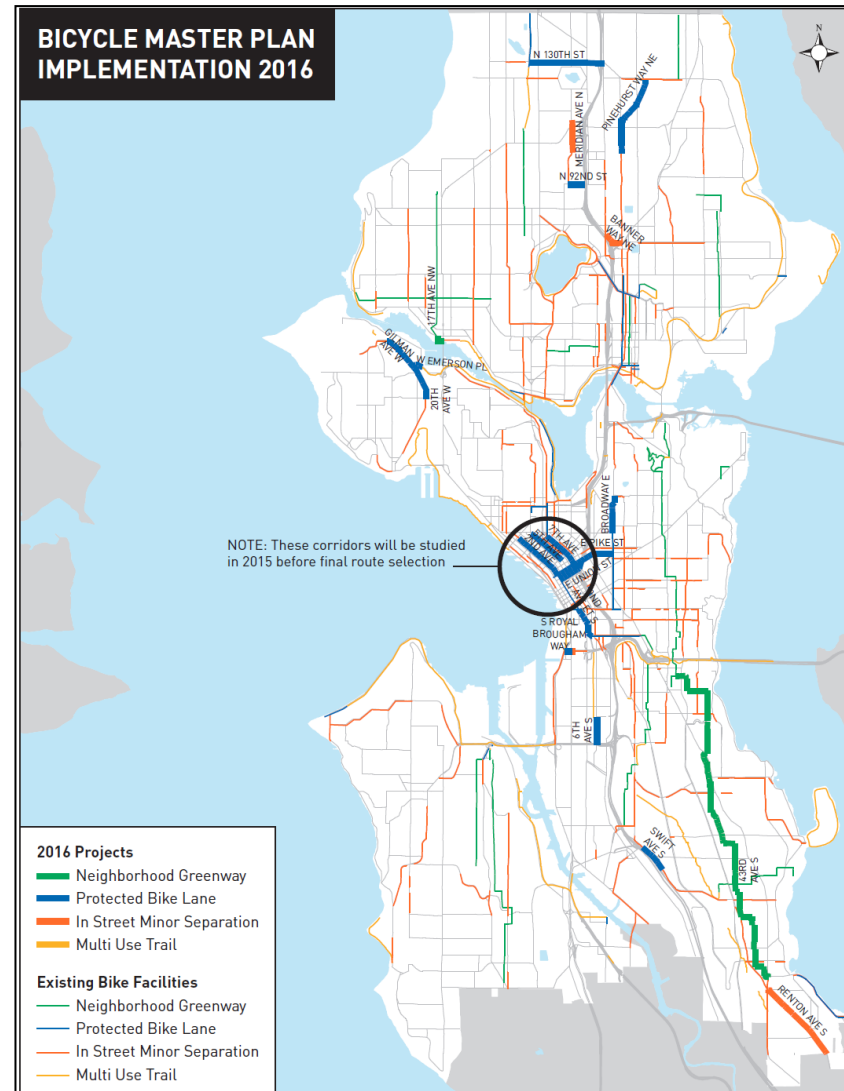 BICYCLE MASTER PLAN
IMPLEMENTATION 2016
N
N 130TH ST
MERIDIAN AVE N
PINEHURST WAY NE
N 92ND ST
BANNER
WAY NE
17TH AVE NW
GILMAN
AVE W
W EMERSON PL
20TH
AVE W
BROADWAY E
NOTE: These corridors will be studied
in 2015 before final route selection
7TH AVE
2ND AVE
E PIKE ST
E UNION ST
S ROYAL
BROUGHAM
WAY
6TH
AVE S
SWIFT
AVE S
43RD
AVE S
RENTON AVE S
2016 Projects
Neighborhood Greenway
Protected Bike Lane
In Street Minor Separation
Multi Use Trail
Existing Bike Facilities
Neighborhood Greenway
Protected Bike Lane
In Street Minor Separation
Multi Use Trail